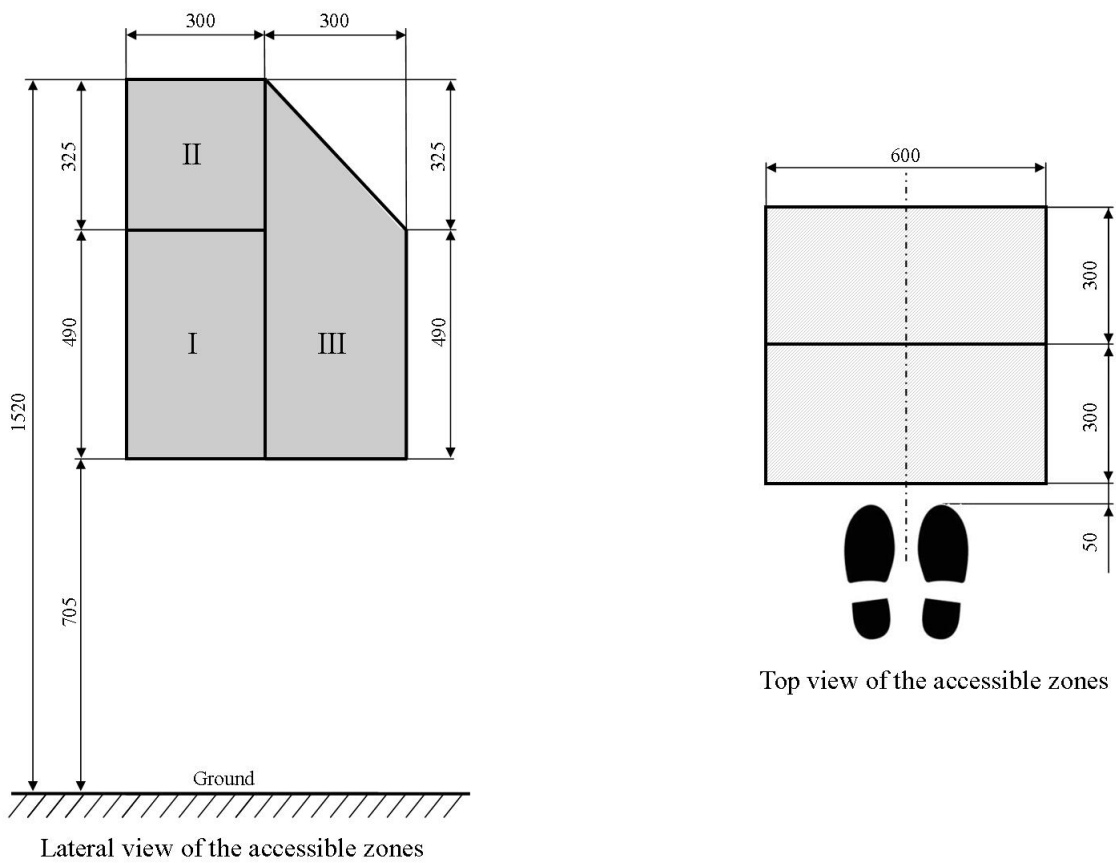 300
300
325
II
325
600
490
I
III
490
1520
300
300
50
705
Top view of the accessible zones
Ground
Lateral view of the accessible zones